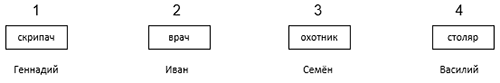 1 2 3 4
скрипач врач охотник столяр
Геннадий Иван Семён Василий